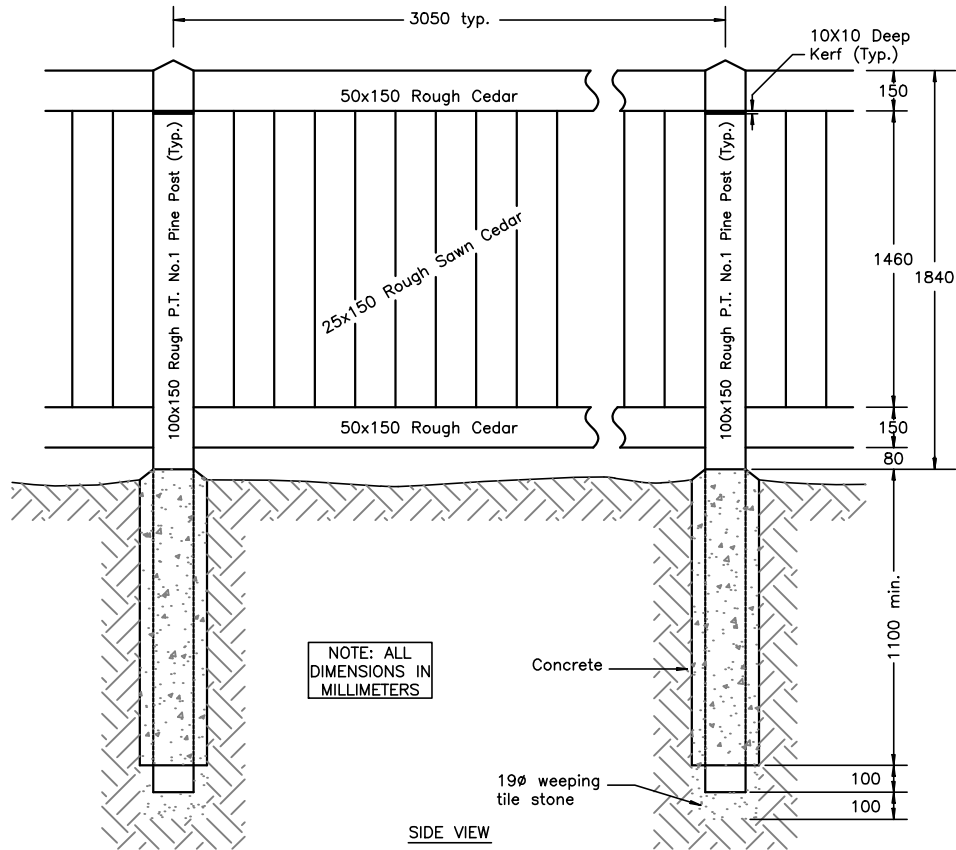 3050 typ.
10X10 Deep
Kerf (Typ.)
150
50x150 Rough Cedar
100x150 Rough P.T. No.1 Pine Post (Typ.)
25x150 Rough Sawn Cedar
100x150 Rough P.T. No.1 Pine Post (Typ.)
1460
1840
50x150 Rough Cedar
150
80
1100 min.
NOTE: ALL
DIMENSIONS IN
MILLIMETERS
Concrete
19ø weeping
tile stone
100
100
SIDE VIEW